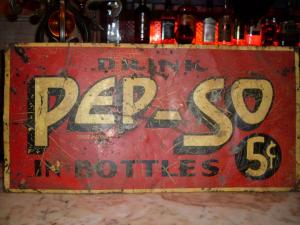 DRINK
PEP-SO
IN BOTTLES 5¢